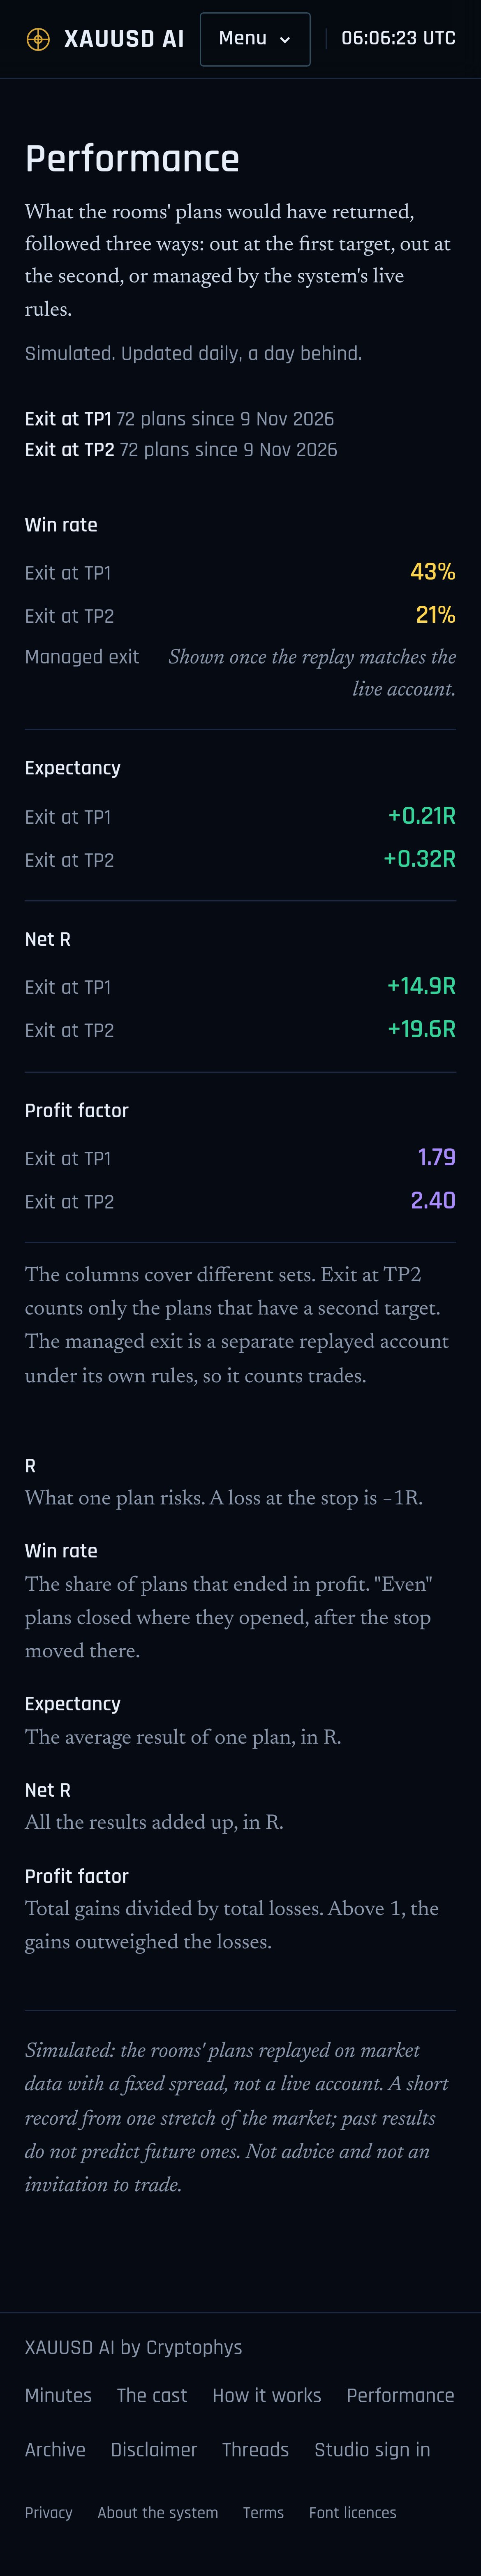 XAUUSD AI Menu 06:06:23 UTC
Performance
What the rooms' plans would have returned,
followed three ways: out at the first target, out at
the second, or managed by the system's live
rules.
Simulated. Updated daily, a day behind.
Exit at TP1 72 plans since 9 Nov 2026
Exit at TP2 72 plans since 9 Nov 2026
Win rate
Exit at TP1 43%
Exit at TP2 21%
Managed exit Shown once the replay matches the
live account.
Expectancy
Exit at TP1 +0.21R
Exit at TP2 +0.32R
Net R
Exit at TP1 +14.9R
Exit at TP2 +19.6R
Profit factor
Exit at TP1 1.79
Exit at TP2 2.40
The columns cover different sets. Exit at TP2
counts only the plans that have a second target.
The managed exit is a separate replayed account
under its own rules, so it counts trades.
R
What one plan risks. A loss at the stop is −1R.
Win rate
The share of plans that ended in profit. "Even"
plans closed where they opened, after the stop
moved there.
Expectancy
The average result of one plan, in R.
Net R
All the results added up, in R.
Profit factor
Total gains divided by total losses. Above 1, the
gains outweighed the losses.
Simulated: the rooms' plans replayed on market
data with a fixed spread, not a live account. A short
record from one stretch of the market; past results
do not predict future ones. Not advice and not an
invitation to trade.
XAUUSD AI by Cryptophys
Minutes The cast How it works Performance
Archive Disclaimer Threads Studio sign in
Privacy About the system Terms Font licences